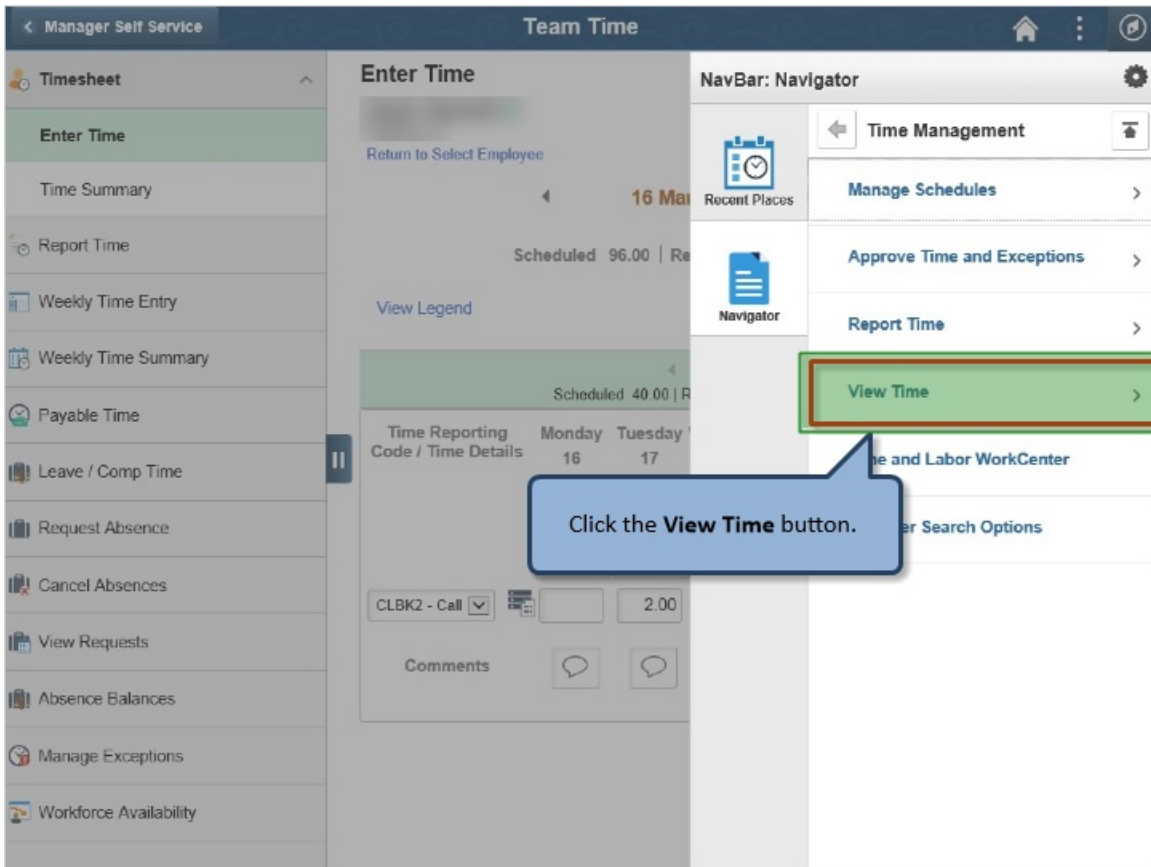 Manager Self Service
Team Time
Timesheet
Enter Time
Time Summary
Report Time
Weekly Time Entry
Weekly Time Summary
Payable Time
Leave / Comp Time
Request Absence
Cancel Absences
View Requests
Absence Balances
Manage Exceptions
Workforce Availability
Enter Time
Return to Select Employee
16 Mar
Scheduled 96.00 | Re
View Legend
Scheduled 40.00 | R
Time Reporting Monday Tuesday
Code / Time Details 16 17
CLBK2 - Call 2.00
Comments
NavBar: Navigator
Recent Places
Navigator
Time Management
Manage Schedules
Approve Time and Exceptions
Report Time
View Time
and Labor WorkCenter
Search Options
Click the View Time button.